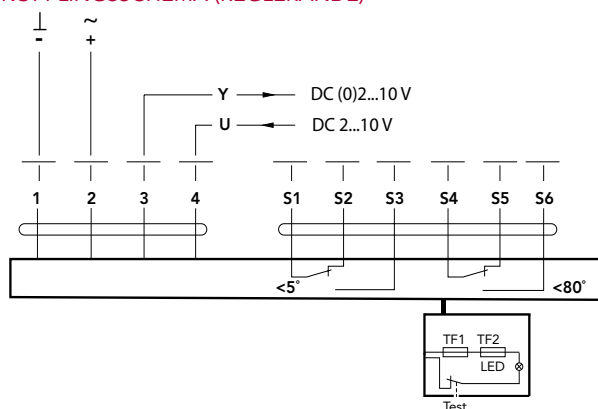 ⊥ ~
- +
Y DC (0)2...10 V
U DC 2...10 V
1 2 3 4 S1 S2 S3 S4 S5 S6
<5° <80°
TF1 TF2
LED
Test